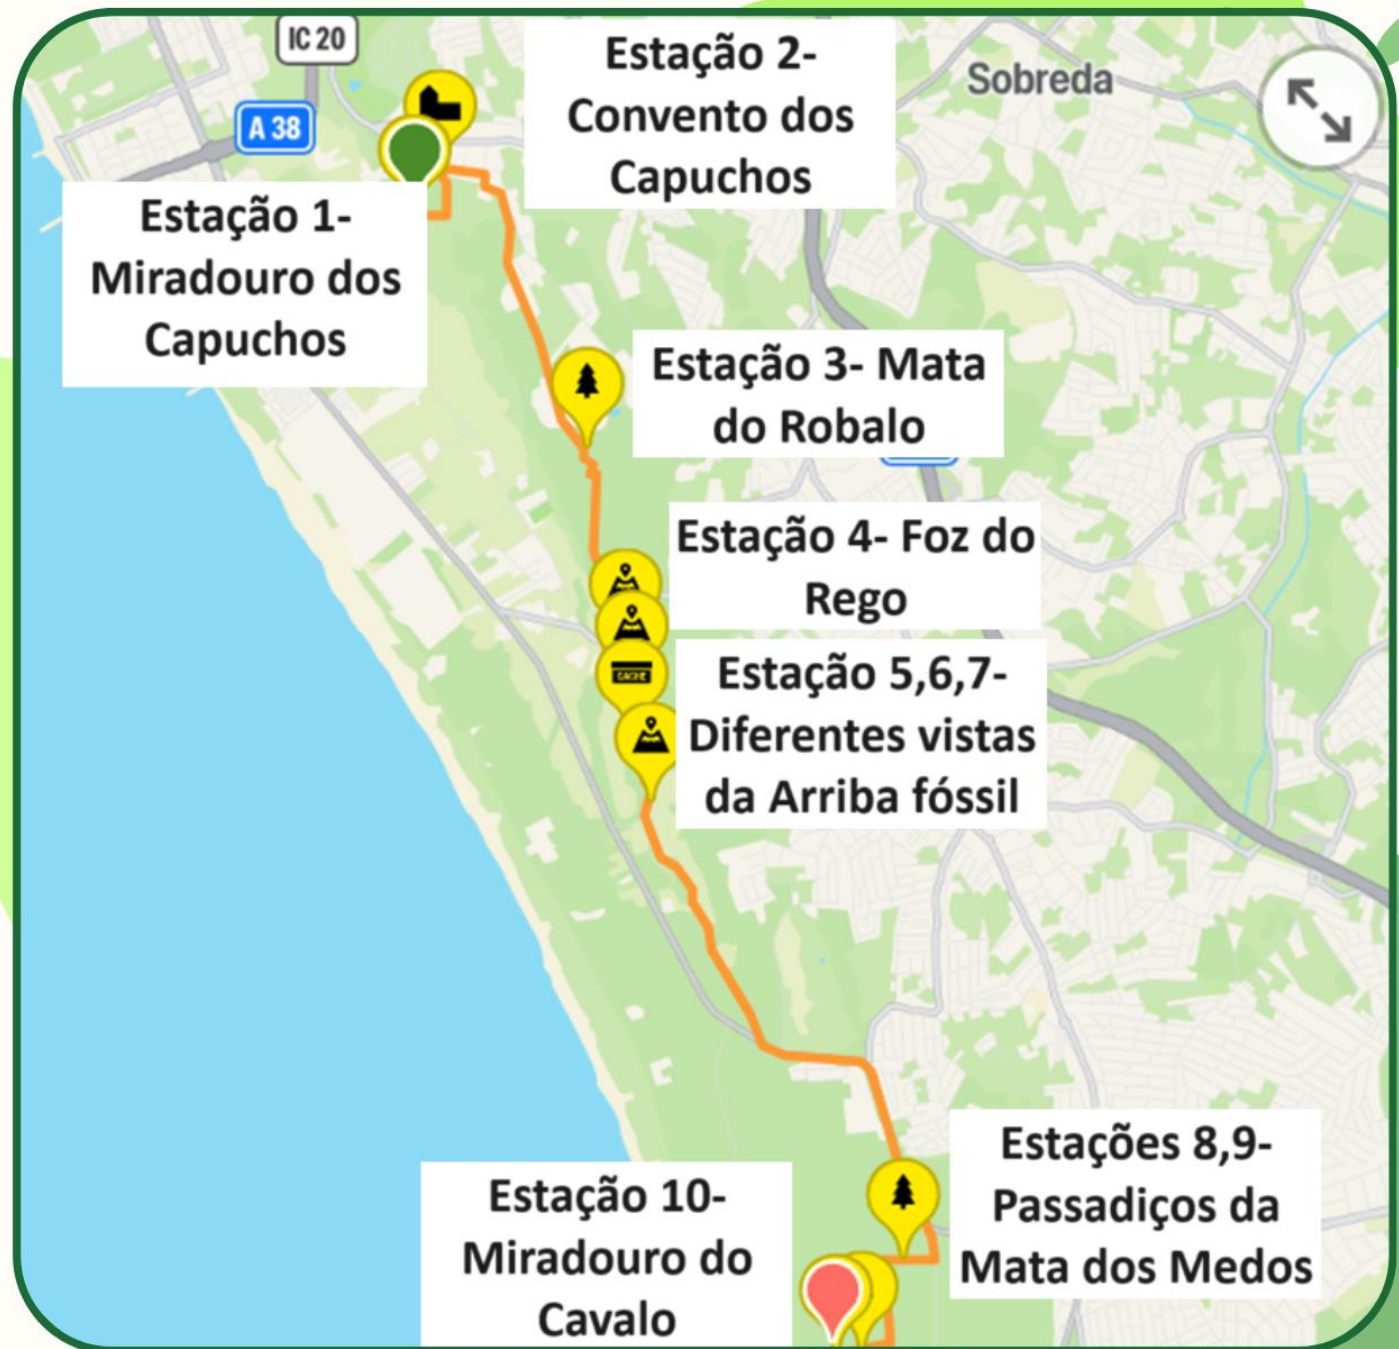 IC 20
A 38
Sobreda
Estação 2-
Convento dos
Capuchos
Estação 1-
Miradouro dos
Capuchos
Estação 3- Mata
do Robalo
Estação 4- Foz do
Rego
CACHE
Estação 5,6,7-
Diferentes vistas
da Arriba fóssil
Estações 8,9-
Passadiços da
Mata dos Medos
Estação 10-
Miradouro do
Cavalo